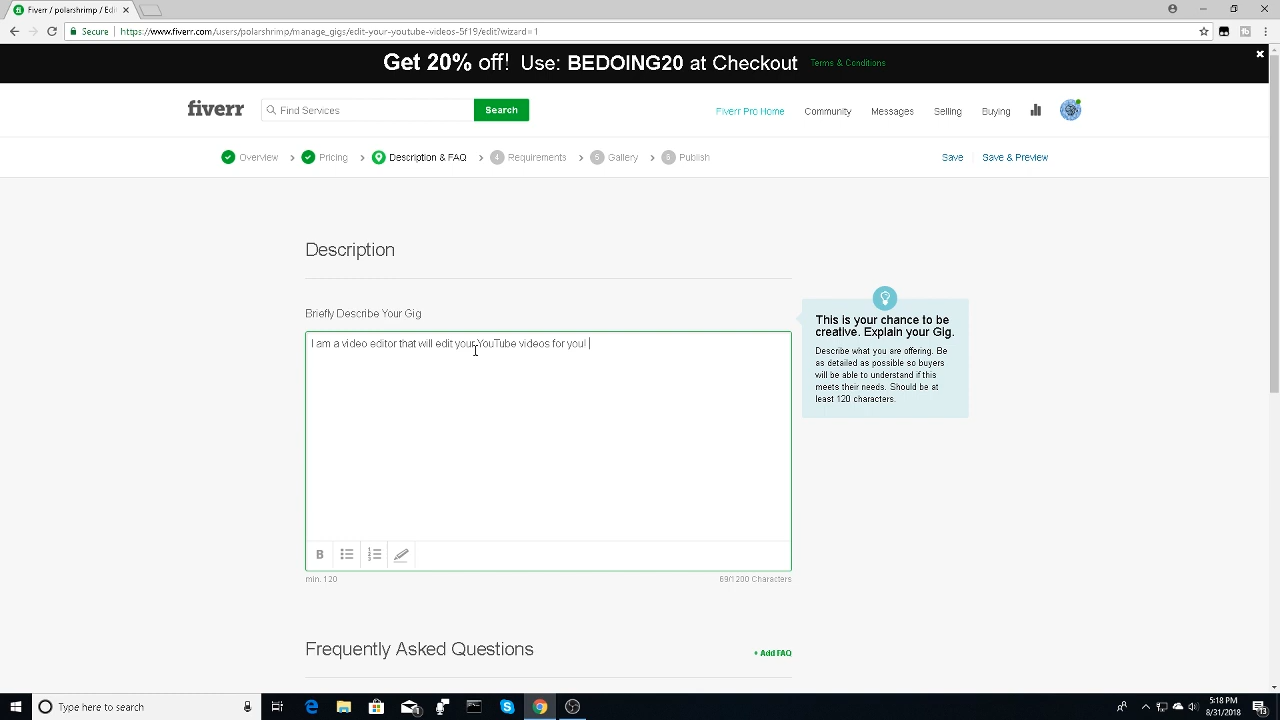 Fiverr / polarshrimp / Edi
Secure
https://www.fiverr.com/users/polarshrimp/manage_gigs/edit-your-youtube-videos-5f19/edit?wizard=1
Get 20% off! Use: BEDOING20 at Checkout Terms & Conditions
fiverr
Find Services
Search
Fiverr Pro Home
Community
Messages
Selling
Buying
Overview
Pricing
Description & FAQ
4 Requirements
5 Gallery
6 Publish
Save
Save & Preview
Description
Briefly Describe Your Gig
I am a video editor that will edit your YouTube videos for you!
This is your chance to be
creative. Explain your Gig.
Describe what you are offering. Be
as detailed as possible so buyers
will be able to understand if this
meets their needs. Should be at
least 120 characters.
B
min. 120
69/1200 Characters
Frequently Asked Questions
+ Add FAQ
Type here to search
5:18 PM
8/31/2018